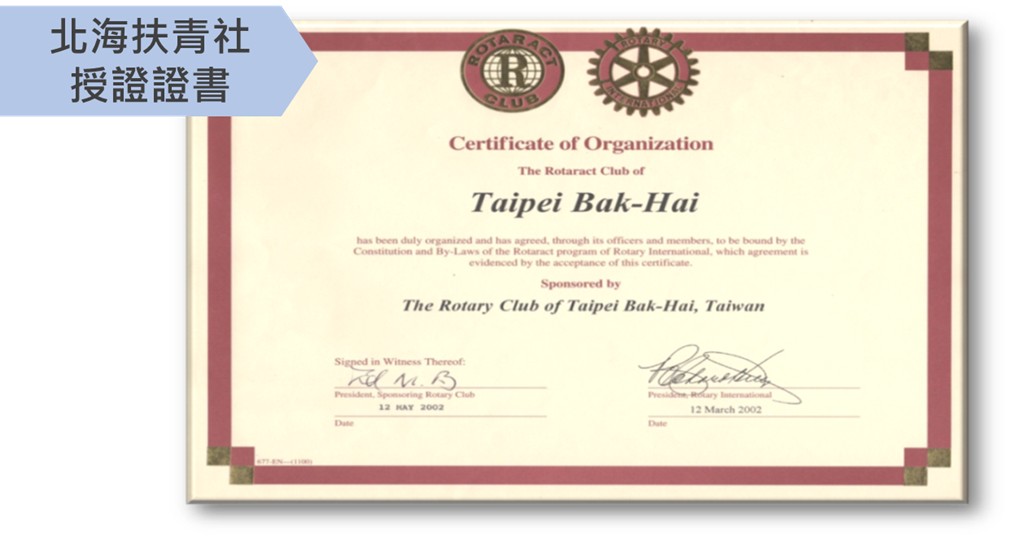 北海扶青社
授證證書
ROTARACT
R
CLUB
ROTARY
INTERNATIONAL
Certificate of Organization
The Rotaract Club of
Taipei Bak-Hai
has been duly organized and has agreed, through its officers and members, to be bound by the
Constitution and By-Laws of the Rotaract program of Rotary International, which agreement is
evidenced by the acceptance of this certificate.
Sponsored by
The Rotary Club of Taipei Bak-Hai, Taiwan
Signed in Witness Thereof:
President, Sponsoring Rotary Club
President, Rotary International
12 MAY 2002
12 March 2002
Date
Date
677-EN—(1100)